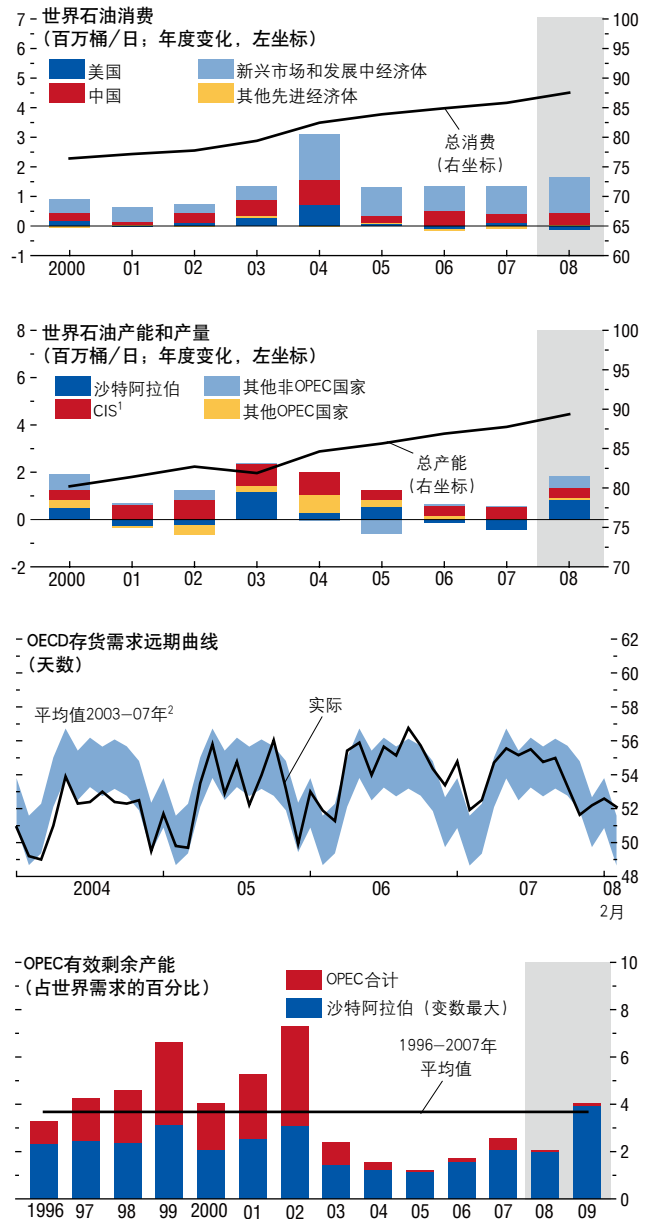 世界石油消费
(百万桶/日；年度变化，左坐标)
美国
新兴市场和发展中经济体
中国
其他先进经济体
总消费
(右坐标)
7
6
5
4
3
2
1
0
-1
100
95
90
85
80
75
70
65
60
2000 01 02 03 04 05 06 07 08
世界石油产能和产量
(百万桶/日；年度变化，左坐标)
沙特阿拉伯
其他非OPEC国家
CIS¹
其他OPEC国家
总产能
(右坐标)
8
6
4
2
0
-2
100
95
90
85
80
75
70
2000 01 02 03 04 05 06 07 08
OECD存货需求远期曲线
(天数)
平均值2003–07年²
实际
62
60
58
56
54
52
50
48
2004 05 06 07 08
2月
OPEC有效剩余产能
(占世界需求的百分比)
OPEC合计
沙特阿拉伯（变数最大）
1996–2007年
平均值
10
8
6
4
2
0
1996 97 98 99 2000 01 02 03 04 05 06 07 08 09